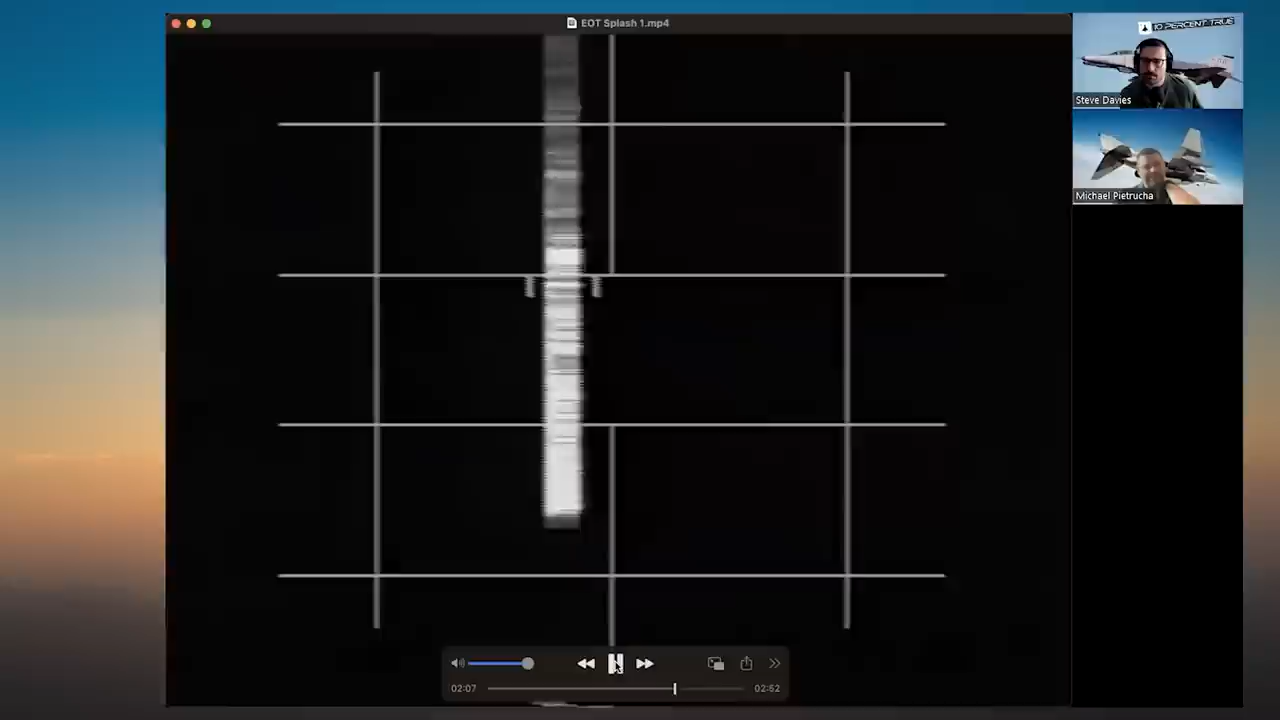 EOT Splash 1.mp4
10 PERCENT TRUE
Steve Davies
Michael Pietrucha
02:07
02:52